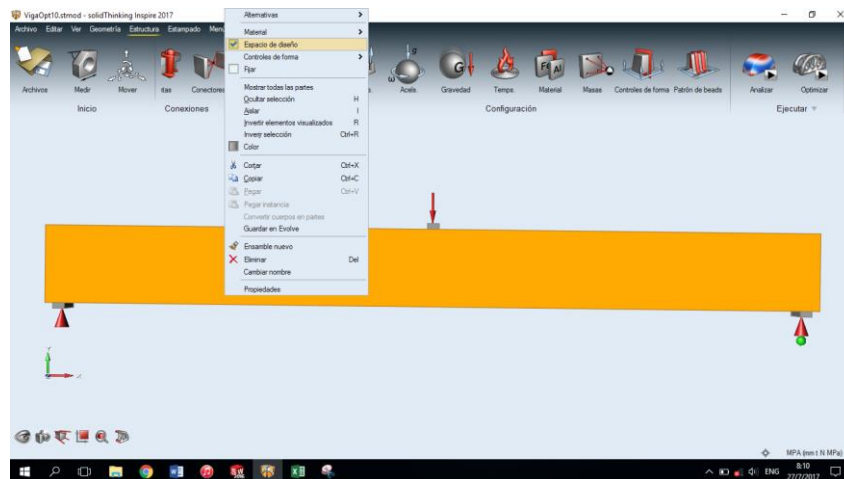 VigaOpt10.stmod - solidThinking Inspire 2017
Archivo Editar Ver Geometría Estructura Estampado
Archivos Medir Mover Conectores Acels. Gravedad Temps. Material Masas Controles de forma Patrón de beads Analizar Optimizar
Inicio Conexiones Configuración Ejecutar
Alternativas
Material
Espacio de diseño
Controles de forma
Fijar
Mostrar todas las partes
Ocultar selección H
Aislar I
Invertir elementos visualizados R
Invertir selección Ctrl+R
Color
Cortar Ctrl+X
Copiar Ctrl+C
Pegar Ctrl+V
Pegar instancia
Convertir cuerpos en partes
Guardar en Evolve
Ensamble nuevo
Eliminar Del
Cambiar nombre
Propiedades
MPA (mm t N MPa)
ENG
8:10
27/7/2017